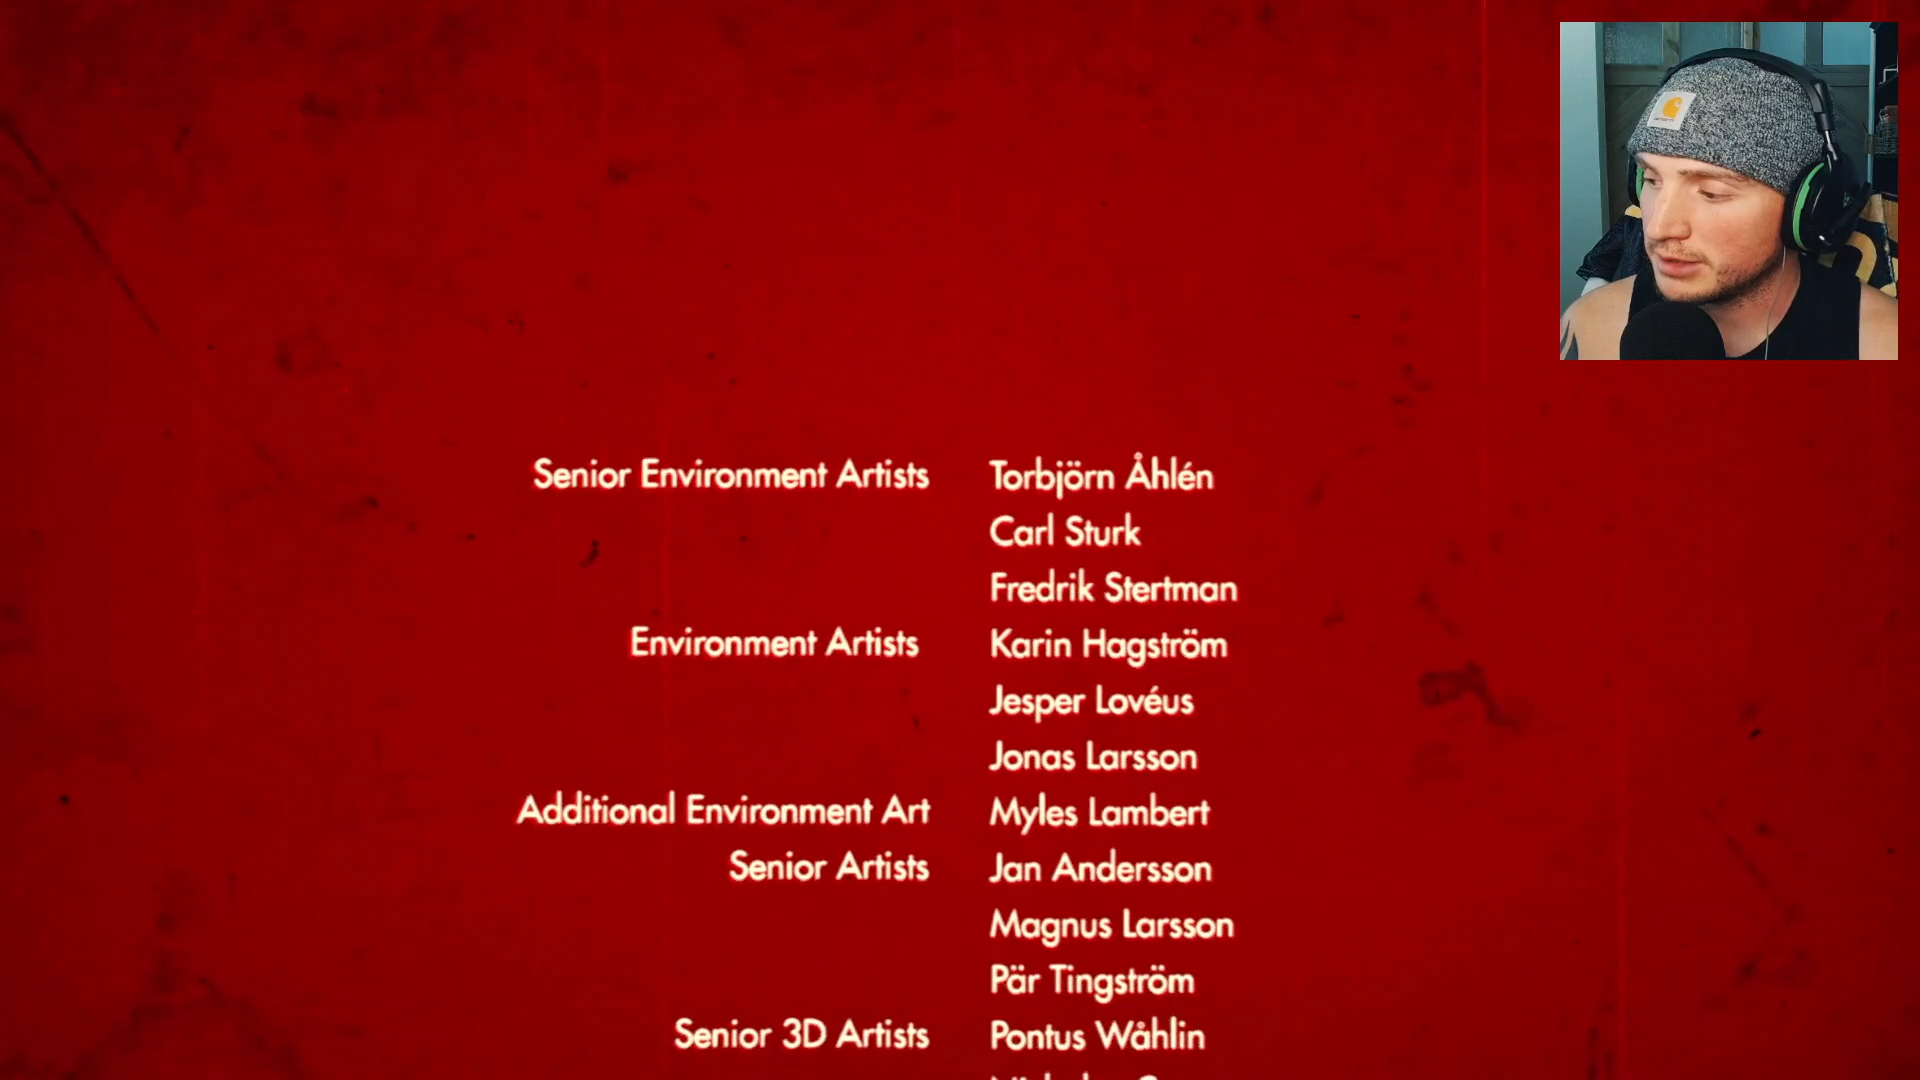 Senior Environment Artists Torbjörn Åhlén
Carl Sturk
Fredrik Stertman
Environment Artists Karin Hagström
Jesper Lovéus
Jonas Larsson
Additional Environment Art Myles Lambert
Senior Artists Jan Andersson
Magnus Larsson
Pär Tingström
Senior 3D Artists Pontus Wåhlin